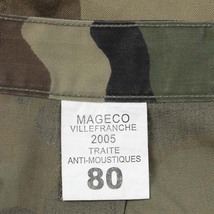 MAGECO
VILLEFRANCHE
2005
TRAITE
ANTI-MOUSTIQUES
80